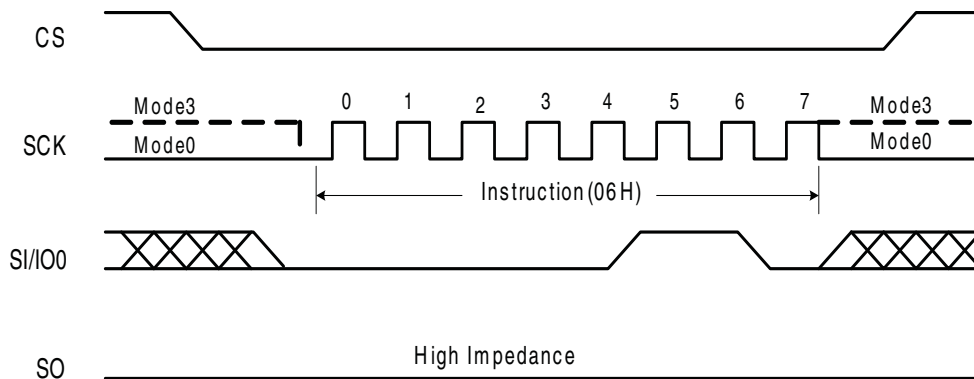 CS
0 1 2 3 4 5 6 7
Mode3 Mode3
SCK Mode0 Mode0
Instruction(06H)
SI/IO0
High Impedance
SO